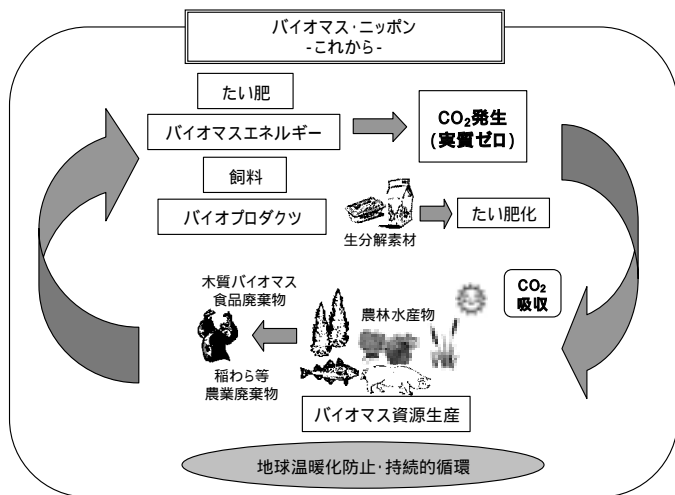 バイオマス・ニッポン
-これから-
たい肥
バイオマスエネルギー
CO₂発生
(実質ゼロ)
飼料
バイオプロダクツ
生分解素材
たい肥化
木質バイオマス
食品廃棄物
農林水産物
CO₂
吸収
稲わら等
農業廃棄物
バイオマス資源生産
地球温暖化防止・持続的循環